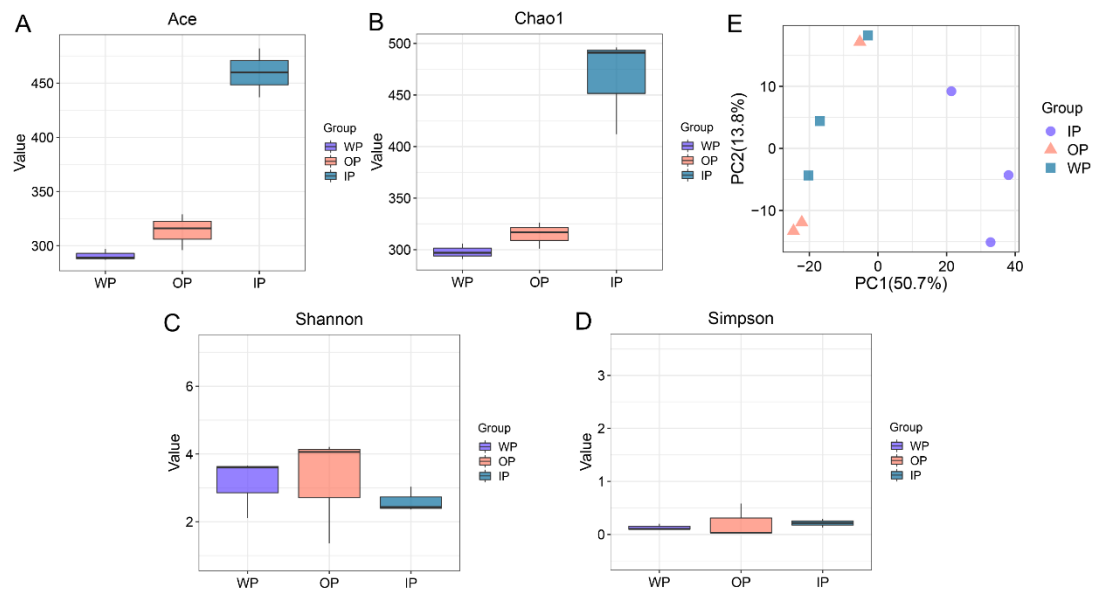 A
Ace
Value
450
400
350
300
WP
OP
IP
Group
WP
OP
IP
B
Chao1
Value
500
450
400
350
300
WP
OP
IP
Group
WP
OP
IP
E
PC2(13.8%)
10
0
−10
−20
0
20
40
PC1(50.7%)
Group
IP
OP
WP
C
Shannon
Value
6
4
2
WP
OP
IP
Group
WP
OP
IP
D
Simpson
Value
3
2
1
0
WP
OP
IP
Group
WP
OP
IP